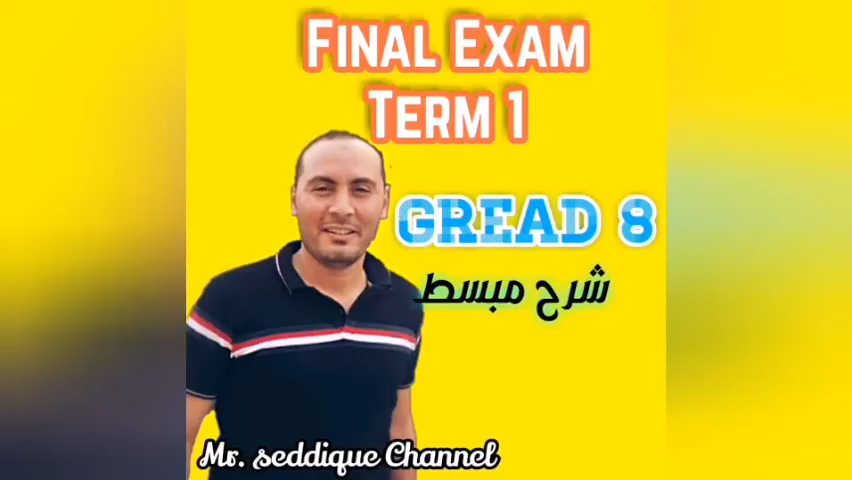 FINAL EXAM
TERM 1
GREAD 8
شرح مبسط
Mr. seddique Channel